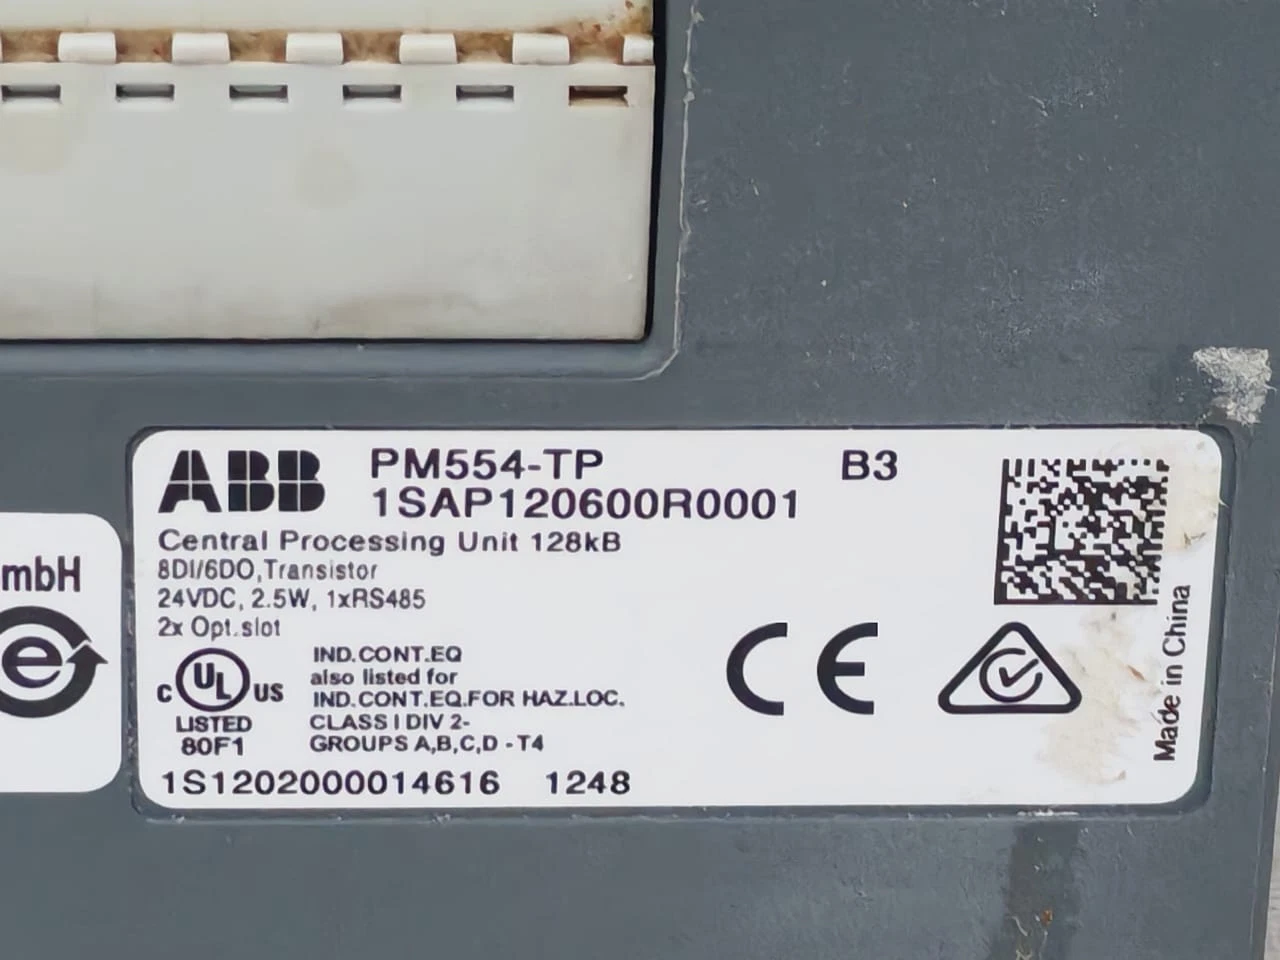 ABB
PM554-TP B3
1SAP120600R0001
Central Processing Unit 128kB
8DI/6DO,Transistor
24VDC, 2.5W, 1xRS485
2x Opt.slot
C UL US
LISTED
80F1
IND.CONT.EQ
also listed for
IND.CONT.EQ.FOR HAZ.LOC.
CLASS I DIV 2-
GROUPS A,B,C,D -T4
1S1202000014616 1248
CE
Made in China
mbH
e